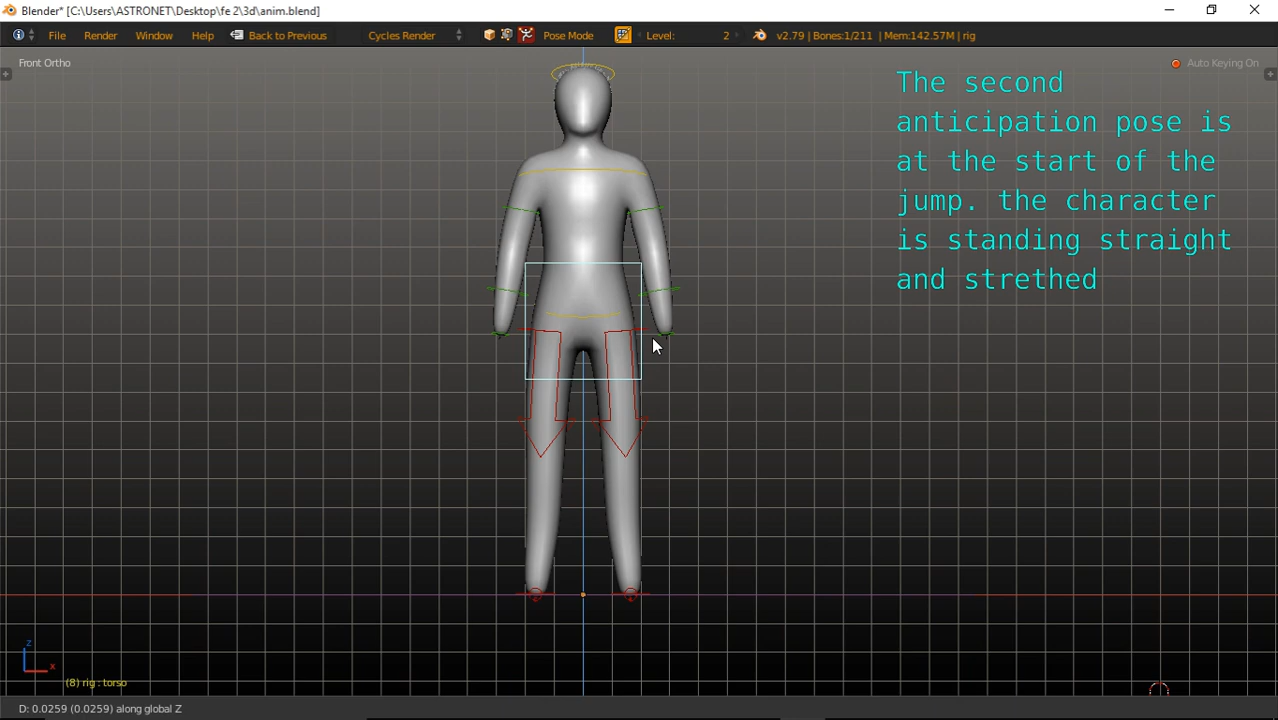 Blender* [C:\Users\ASTRONET\Desktop\fe 2\3d\anim.blend]
File Render Window Help Back to Previous Cycles Render Pose Mode Level: 2 v2.79 | Bones:1/211 | Mem:142.57M | rig
Front Ortho
Auto Keying On
The second
anticipation pose is
at the start of the
jump. the character
is standing straight
and strethed
z
x
(8) rig : torso
D: 0.0259 (0.0259) along global Z